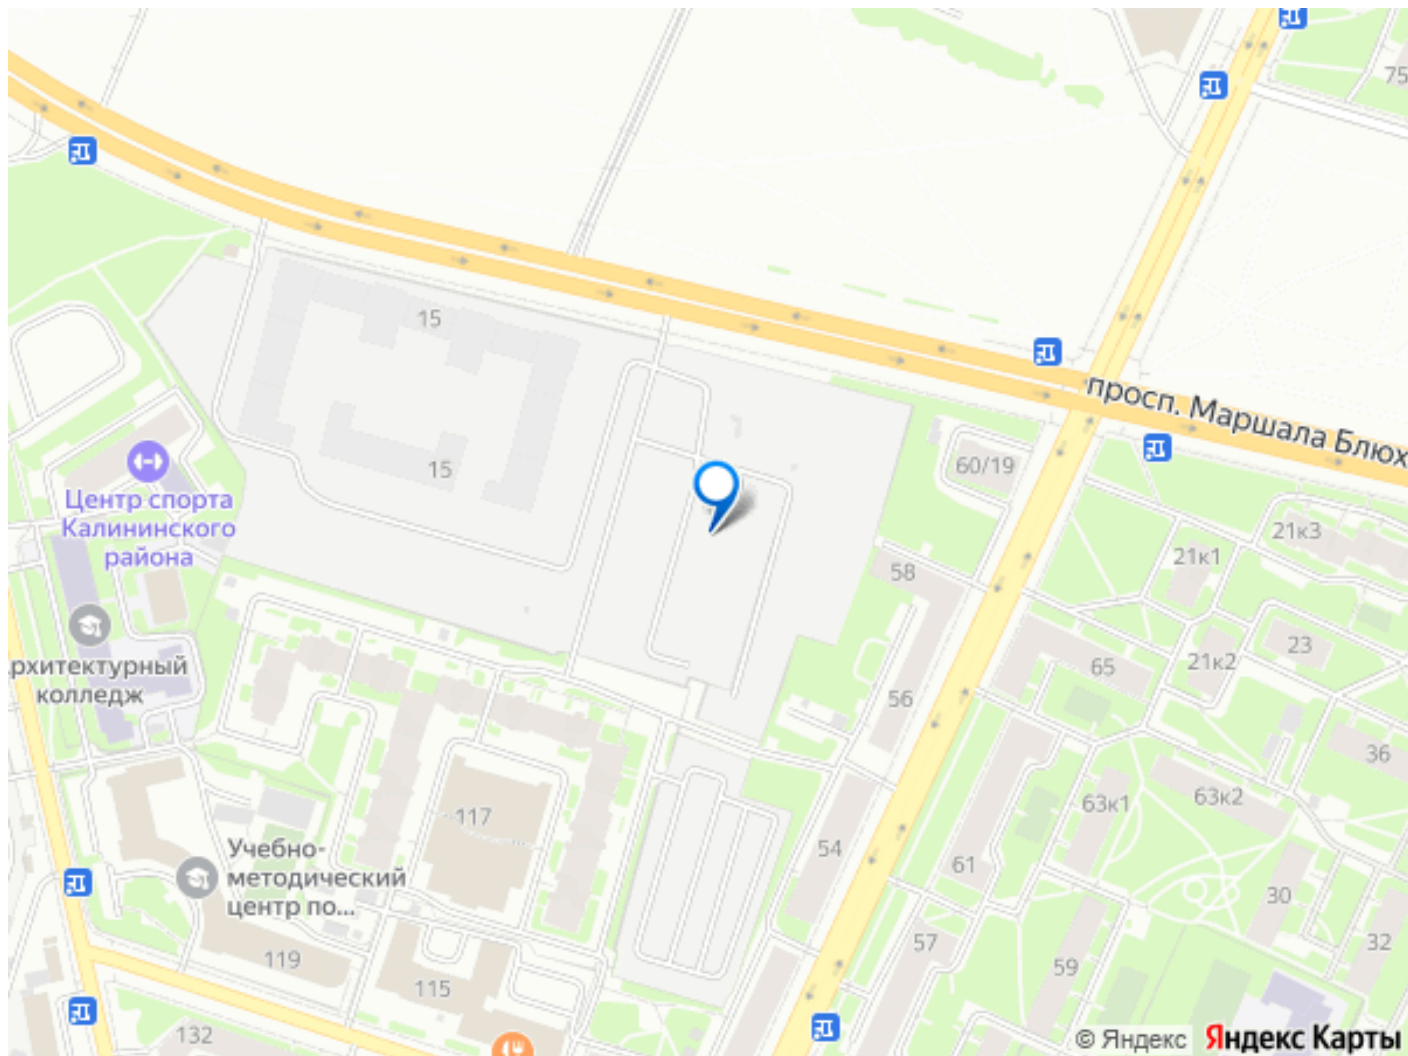 75
15
просп. Маршала Блюх
15
60/19
Центр спорта
Калининского
района
21к3
21к1
58
23
рхитектурный
колледж
65
21к2
56
36
63к1
63к2
117
54
Учебно-
методический
центр по...
61
30
57
32
119
59
115
132
© Яндекс Яндекс Карты